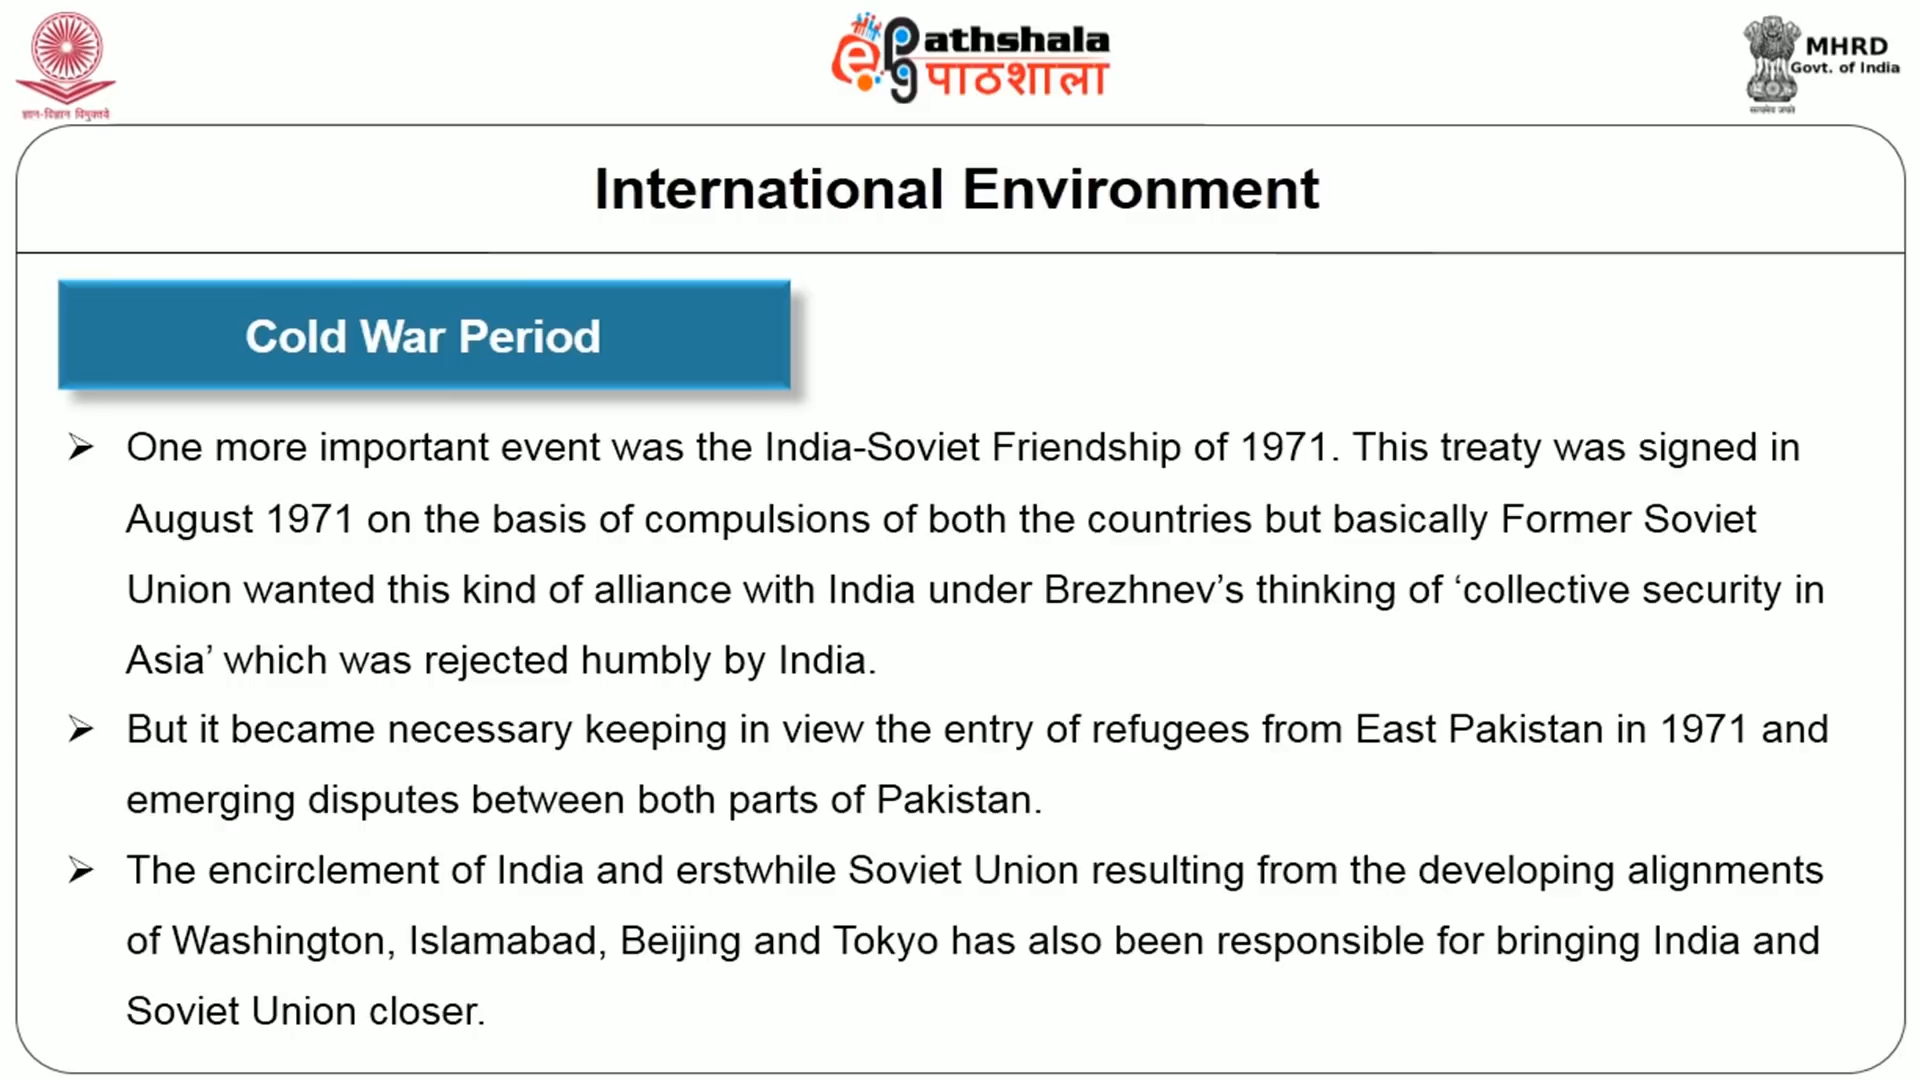 ज्ञान-विज्ञान विमुक्तये
e
Pg
athshala
पाठशाला
MHRD
Govt. of India
सत्यमेव जयते
International Environment
Cold War Period
One more important event was the India-Soviet Friendship of 1971. This treaty was signed in
August 1971 on the basis of compulsions of both the countries but basically Former Soviet
Union wanted this kind of alliance with India under Brezhnev’s thinking of ‘collective security in
Asia’ which was rejected humbly by India.
But it became necessary keeping in view the entry of refugees from East Pakistan in 1971 and
emerging disputes between both parts of Pakistan.
The encirclement of India and erstwhile Soviet Union resulting from the developing alignments
of Washington, Islamabad, Beijing and Tokyo has also been responsible for bringing India and
Soviet Union closer.